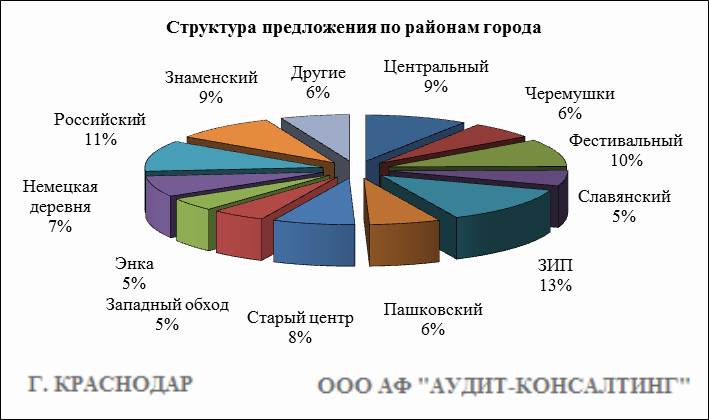 Структура предложения по районам города
Центральный
9%
Черемушки
6%
Фестивальный
10%
Славянский
5%
ЗИП
13%
Пашковский
6%
Старый центр
8%
Западный обход
5%
Энка
5%
Немецкая
деревня
7%
Российский
11%
Знаменский
9%
Другие
6%
Г. КРАСНОДАР
ООО АФ "АУДИТ-КОНСАЛТИНГ"